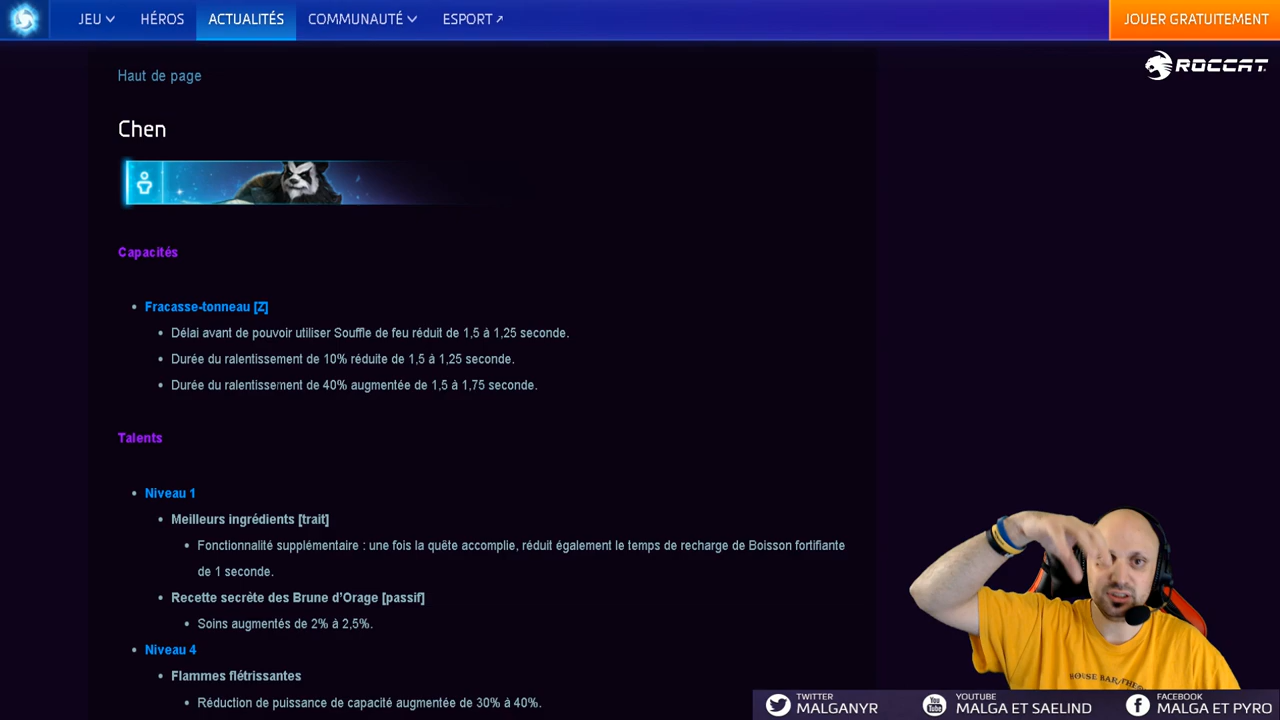 JEU HÉROS ACTUALITÉS COMMUNAUTÉ ESPORT JOUER GRATUITEMENT
ROCCAT
Haut de page
Chen
Capacités
Fracasse-tonneau [Z]
Délai avant de pouvoir utiliser Souffle de feu réduit de 1,5 à 1,25 seconde.
Durée du ralentissement de 10% réduite de 1,5 à 1,25 seconde.
Durée du ralentissement de 40% augmentée de 1,5 à 1,75 seconde.
Talents
Niveau 1
Meilleurs ingrédients [trait]
Fonctionnalité supplémentaire : une fois la quête accomplie, réduit également le temps de recharge de Boisson fortifiante
de 1 seconde.
Recette secrète des Brune d’Orage [passif]
Soins augmentés de 2% à 2,5%.
Niveau 4
Flammes flétrissantes
Réduction de puissance de capacité augmentée de 30% à 40%.
HOUSE BAR
TWITTER
MALGANYR
You Tube
YOUTUBE
MALGA ET SAELIND
FACEBOOK
MALGA ET PYRO